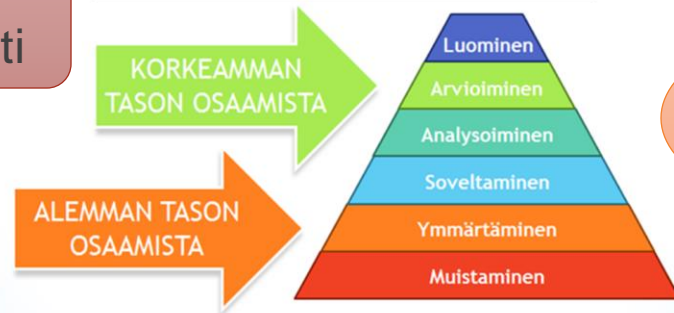 ti
KORKEAMMAN
TASON OSAAMISTA
ALEMMAN TASON
OSAAMISTA
Luominen
Arvioiminen
Analysoiminen
Soveltaminen
Ymmärtäminen
Muistaminen